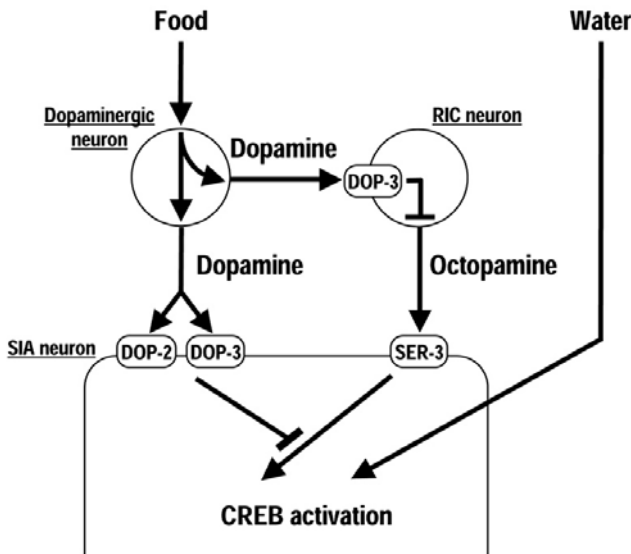 Food
Water
Dopaminergic
neuron
RIC neuron
Dopamine
DOP-3
Dopamine
Octopamine
SIA neuron
DOP-2
DOP-3
SER-3
CREB activation